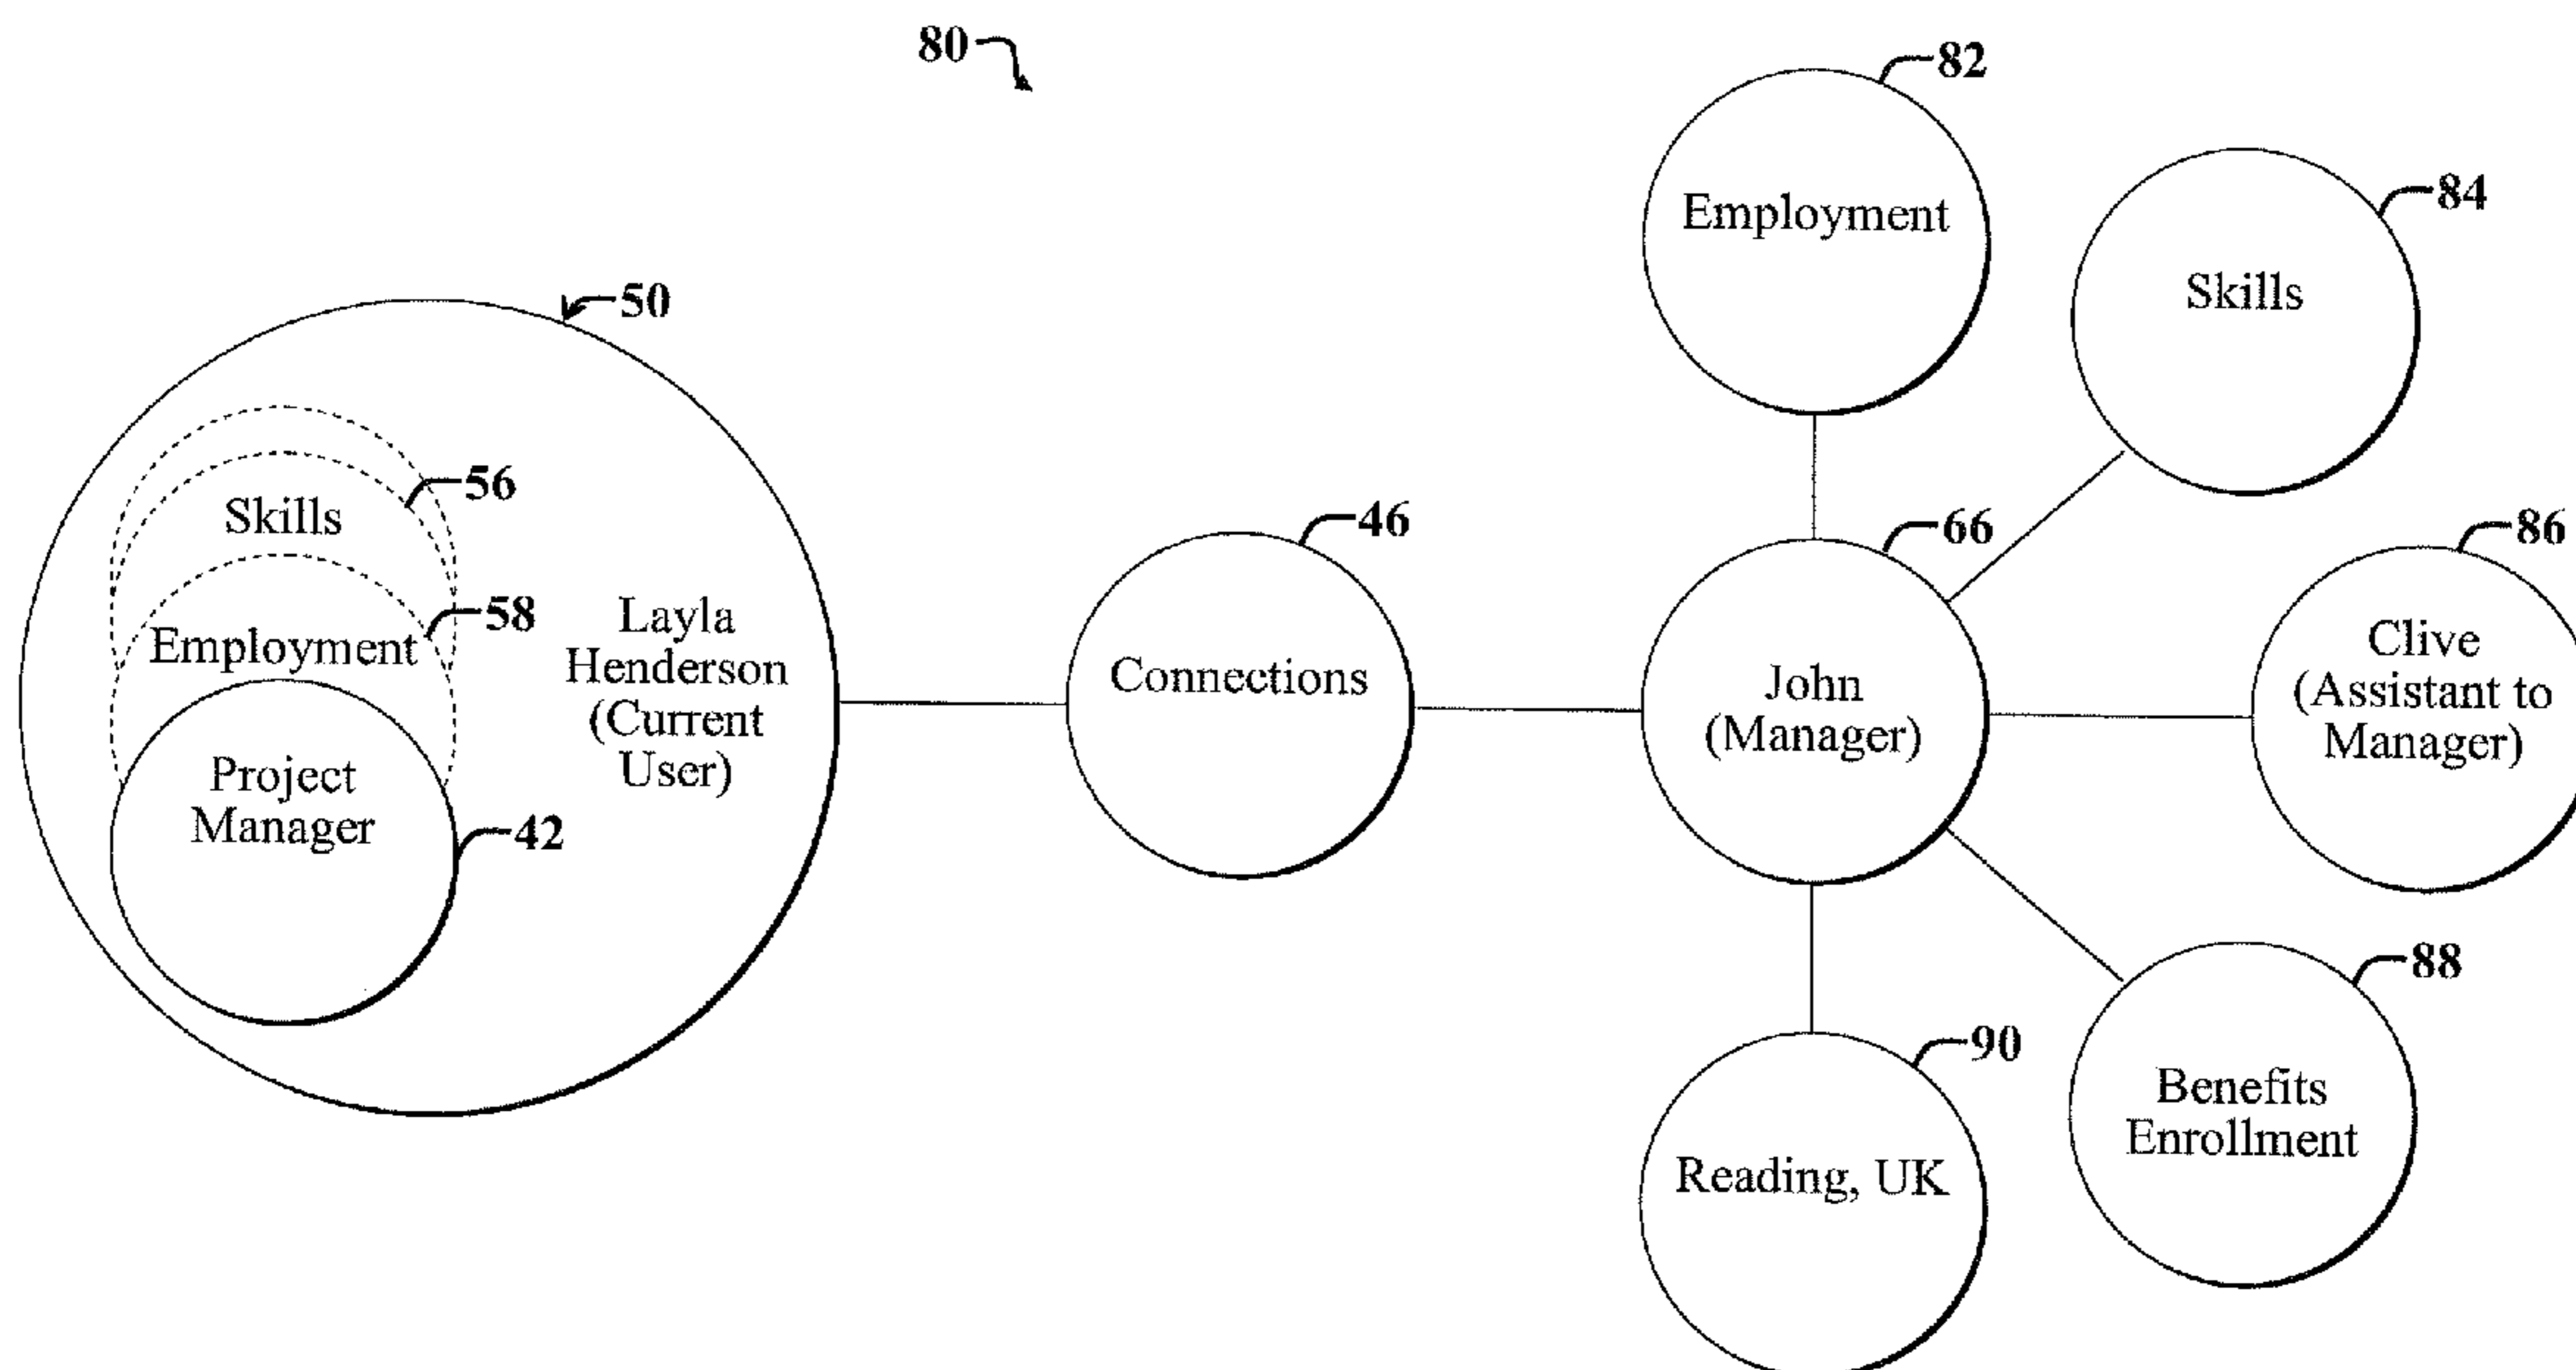 80
82
Employment
84
Skills
50
56
Skills
58
Employment
Layla
Henderson
(Current
User)
Project
Manager
42
46
Connections
66
John
(Manager)
86
Clive
(Assistant to
Manager)
88
Benefits
Enrollment
90
Reading, UK